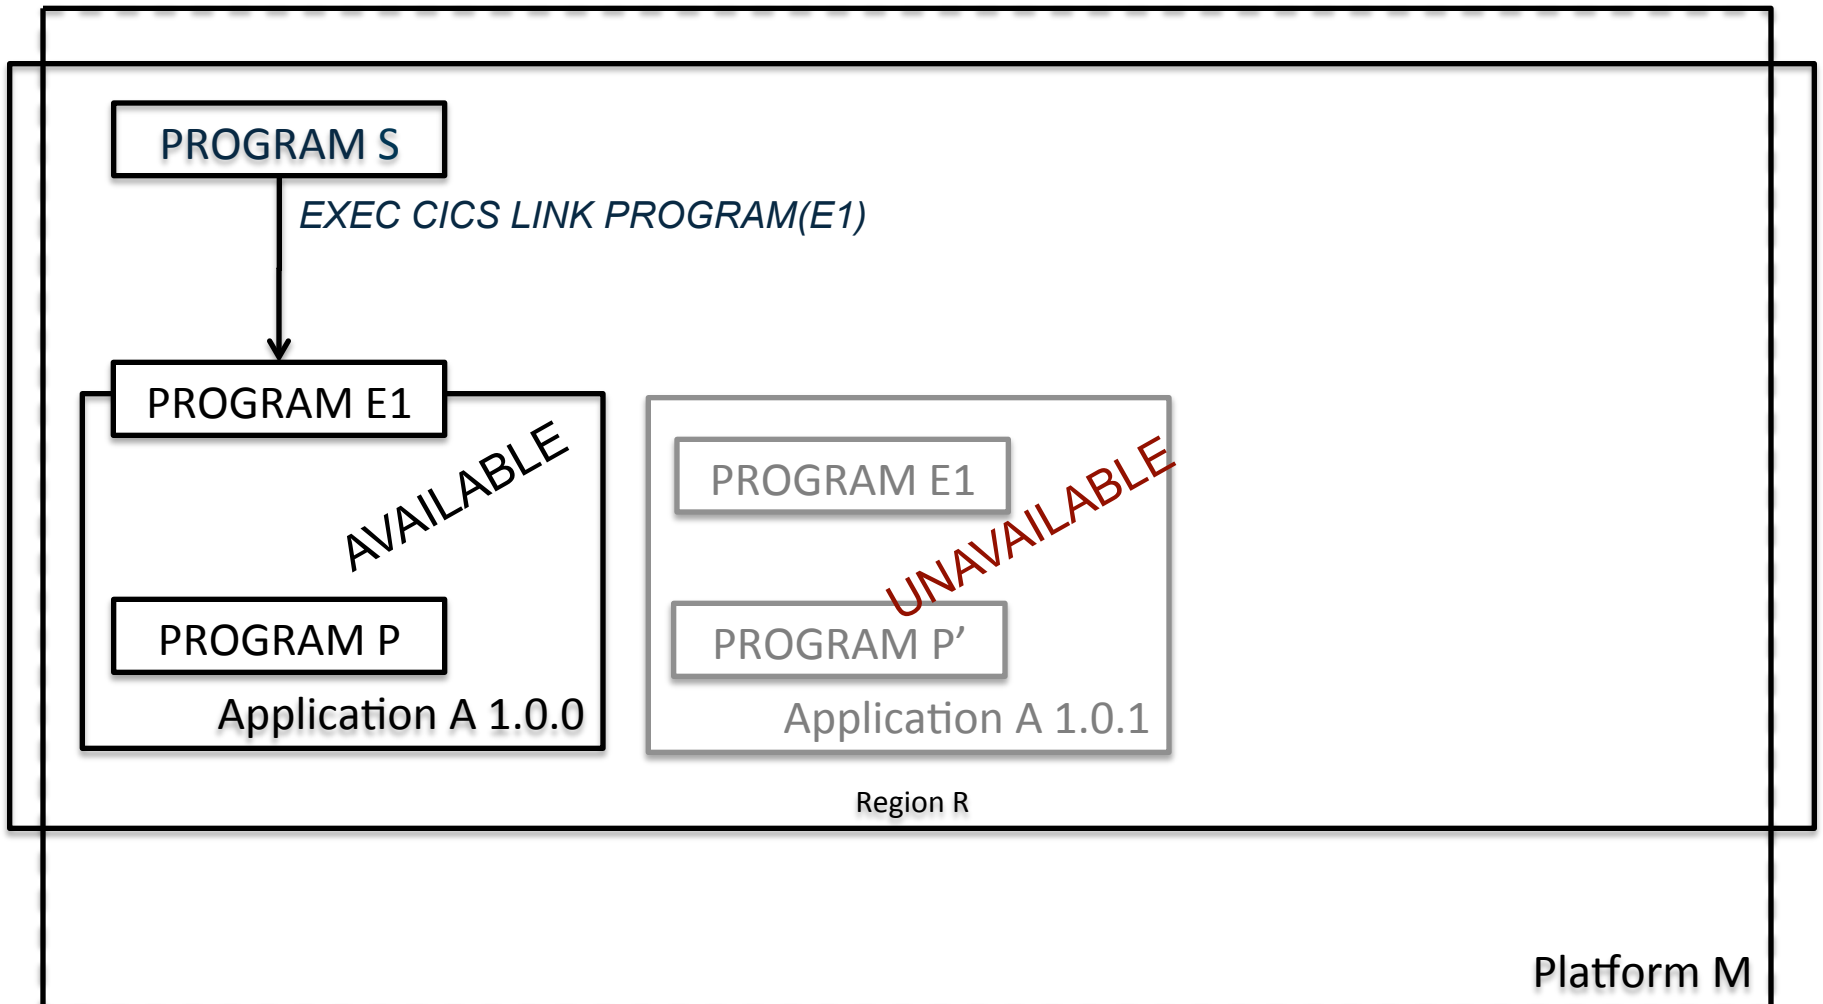 PROGRAM S
EXEC CICS LINK PROGRAM(E1)
PROGRAM E1
AVAILABLE
PROGRAM P
Application A 1.0.0
PROGRAM E1
UNAVAILABLE
PROGRAM P’
Application A 1.0.1
Region R
Platform M